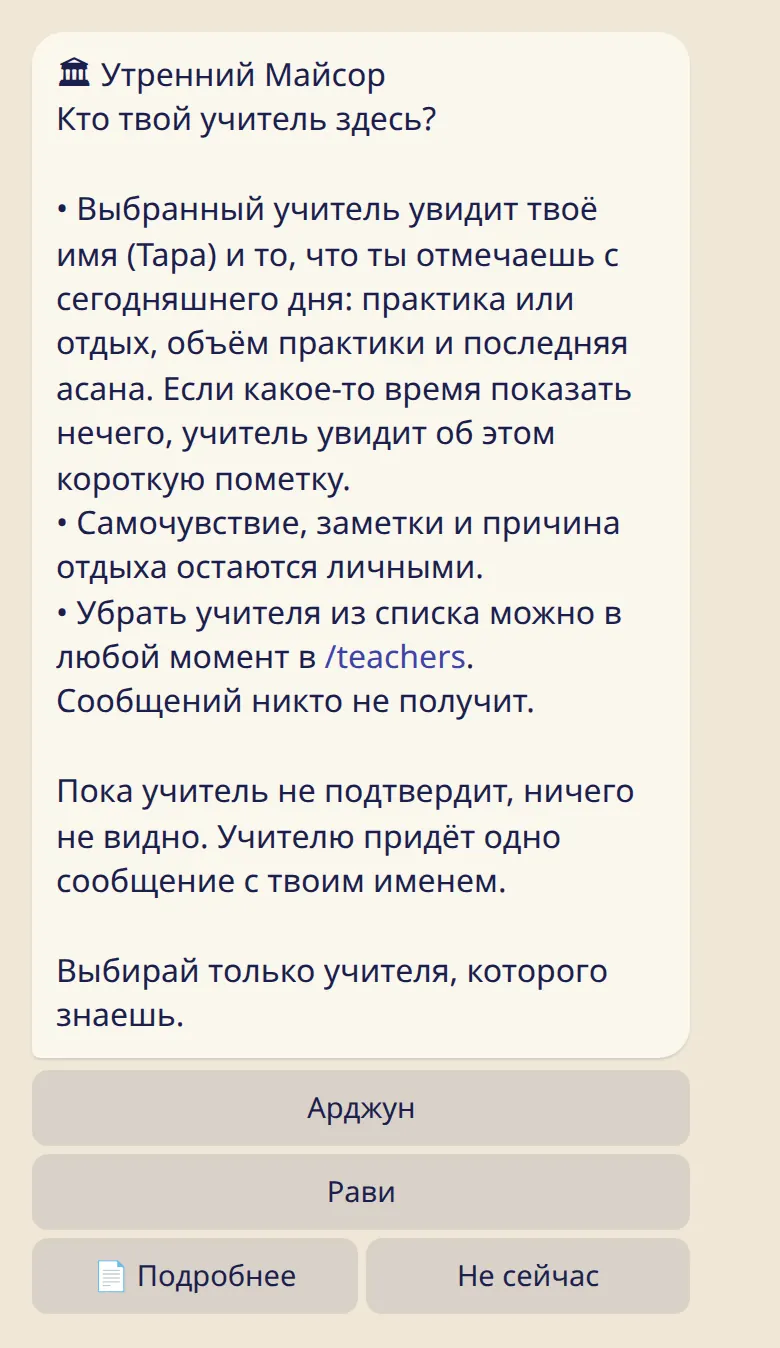 🏛 Утренний Майсор
Кто твой учитель здесь?
• Выбранный учитель увидит твоё
имя (Тара) и то, что ты отмечаешь с
сегодняшнего дня: практика или
отдых, объём практики и последняя
асана. Если какое-то время показать
нечего, учитель увидит об этом
короткую пометку.
• Самочувствие, заметки и причина
отдыха остаются личными.
• Убрать учителя из списка можно в
любой момент в /teachers.
Сообщений никто не получит.
Пока учитель не подтвердит, ничего
не видно. Учителю придёт одно
сообщение с твоим именем.
Выбирай только учителя, которого
знаешь.
Арджун
Рави
📄 Подробнее
Не сейчас